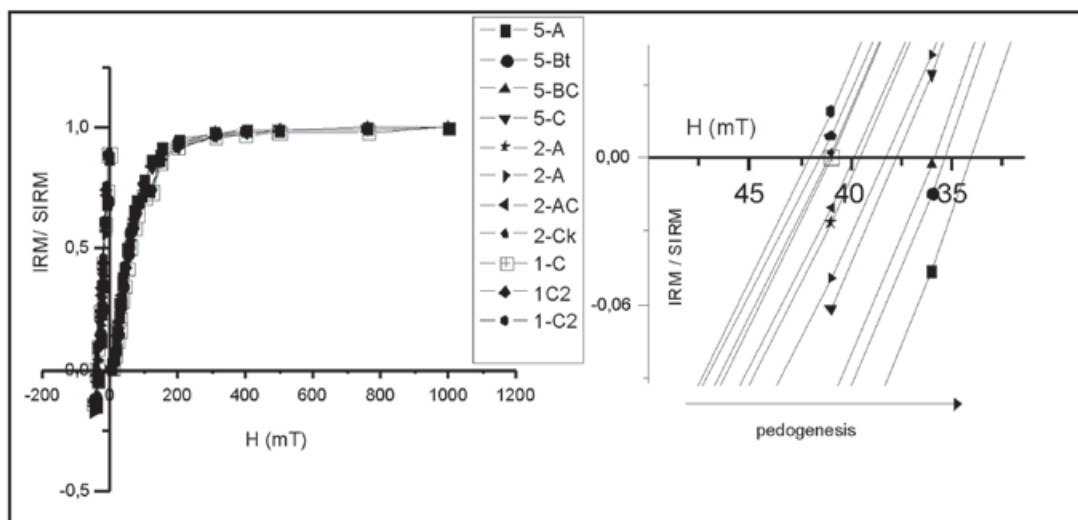 5-A
5-Bt
5-BC
5-C
2-A
2-A
2-AC
2-Ck
1-C
1C2
1-C2
1,0
0,5
0,0
-0,5
IRM/ SIRM
-200 0 200 400 600 800 1000 1200
H (mT)
H (mT)
0,00
-0,06
45 40 35
IRM / SIRM
pedogenesis